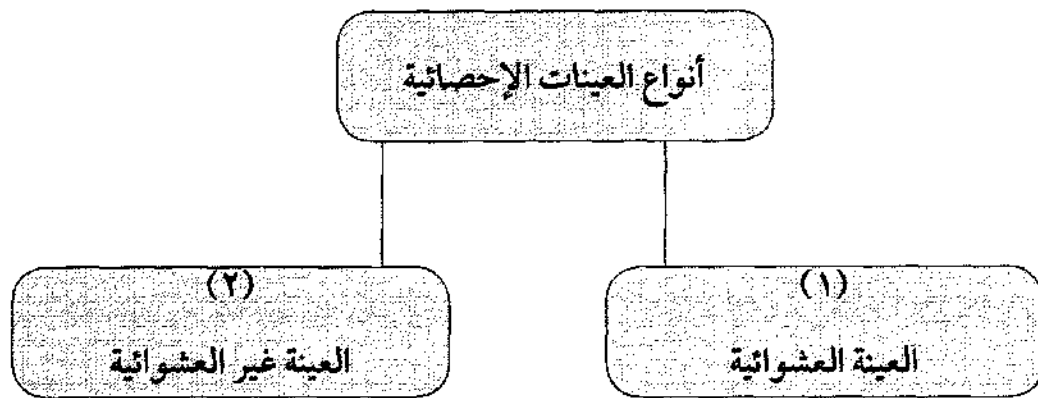 أنواع العينات الإحصائية
(١)
العينة العشوائية
(٢)
العينة غير العشوائية